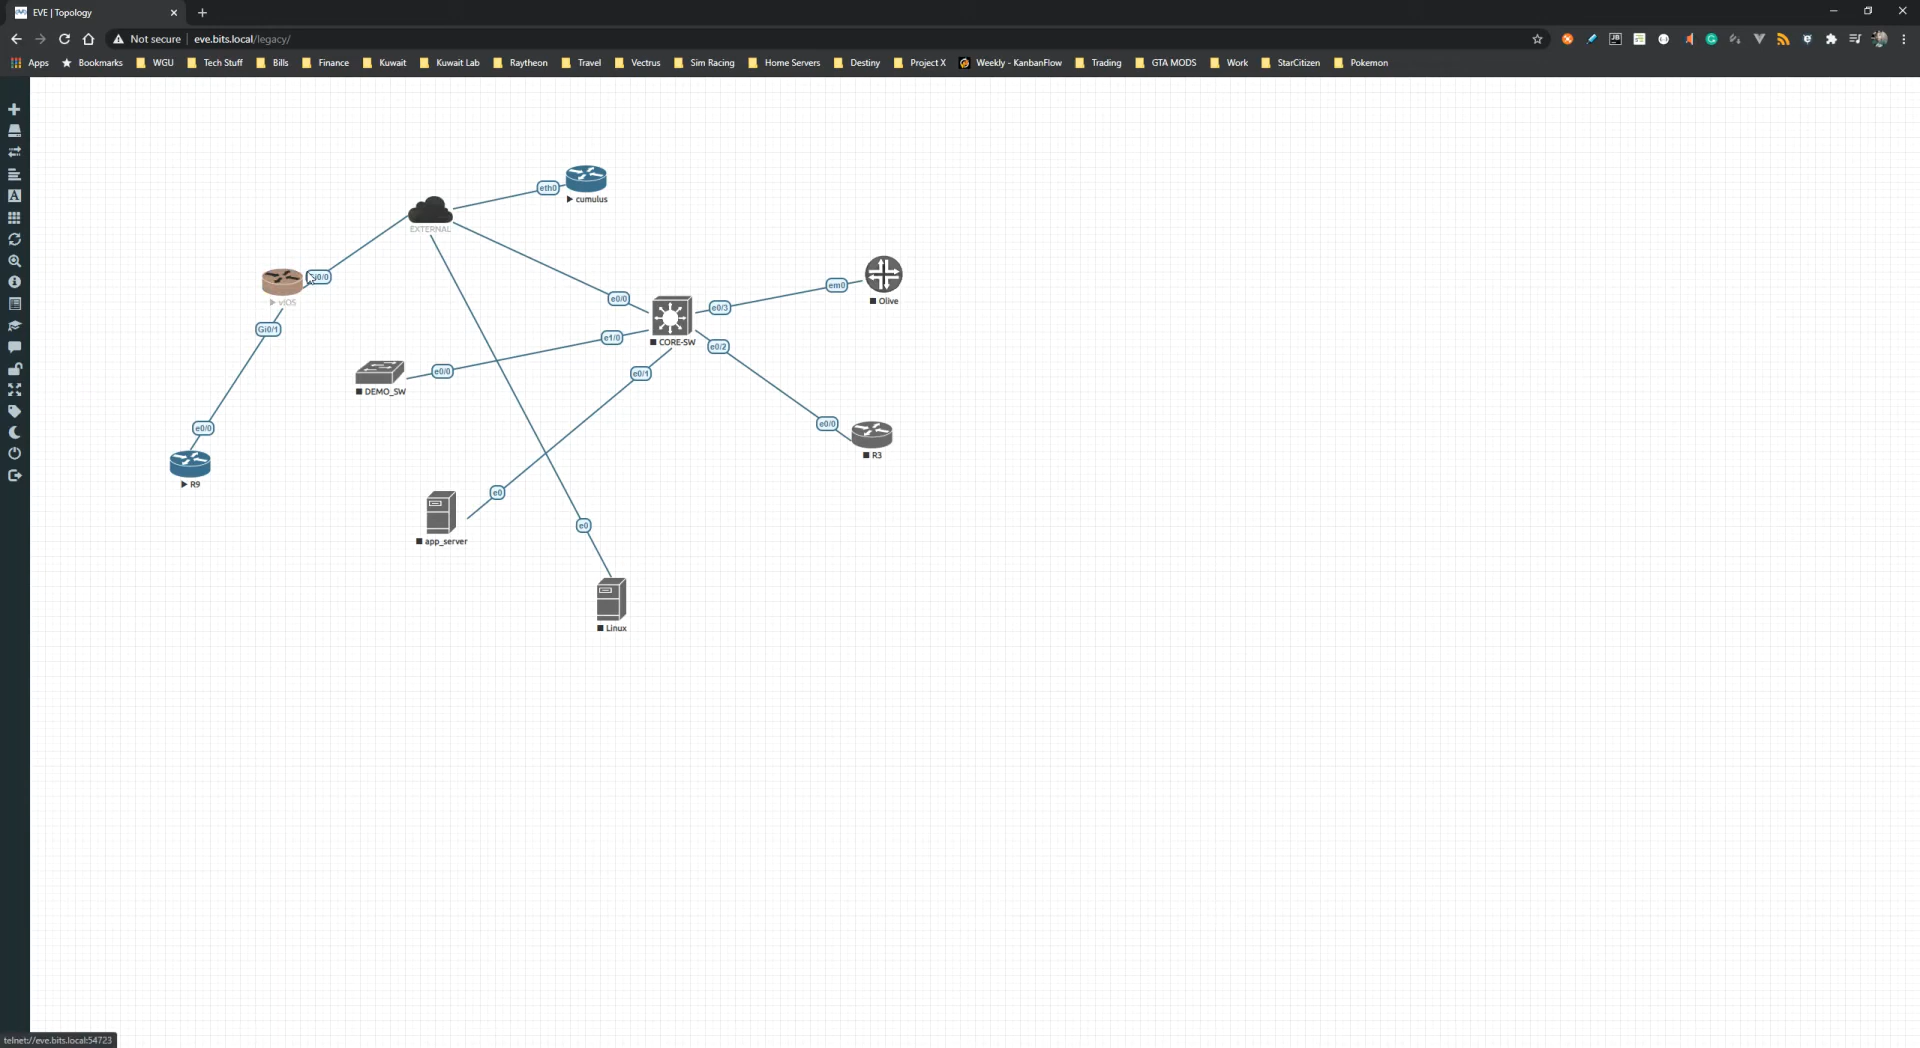 EVE | Topology
Not secure
eve.bits.local/legacy/
Apps
Bookmarks
WGU
Tech Stuff
Bills
Finance
Kuwait
Kuwait Lab
Raytheon
Travel
Vectrus
Sim Racing
Home Servers
Destiny
Project X
Weekly - KanbanFlow
Trading
GTA MODS
Work
StarCitizen
Pokemon
eth0
cumulus
EXTERNAL
vIOS
Gi0/1
e0/0
R9
e0/0
e0/3
em0
Olive
CORE-SW
e1/0
e0/2
e0/1
e0/0
DEMO_SW
e0/0
R3
e0
app_server
e0
Linux
telnet://eve.bits.local:54723